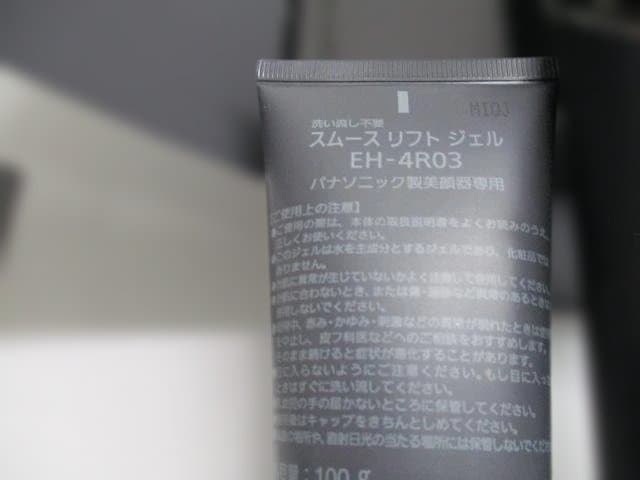 MI0J
洗い流し不要
スムース リフト ジェル
EH-4R03
パナソニック製美顔器専用
【ご使用上の注意】
ご使用の際は、本体の取扱説明書をよくお読みのうえ、
正しくお使いください。
このジェルは水を主成分とするジェルであり、化粧品では
ありません。
異常が生じていないかよく注意して使用してください。
合わないとき、または傷・湿疹など異常のあるときは
使用しないでください。
赤み・かゆみ・刺激などの異常が現れたときは使用
中止し、皮フ科医などへのご相談をおすすめします。
そのまま続けると症状が悪化することがあります。
目に入らないようにご注意ください。もし目に入った
ときはすぐに洗い流してください。
の手の届かないところに保管してください。
後はキャップをきちんとしめてください。
場所や、直射日光の当たる場所には保管しないでください
容量：100 g